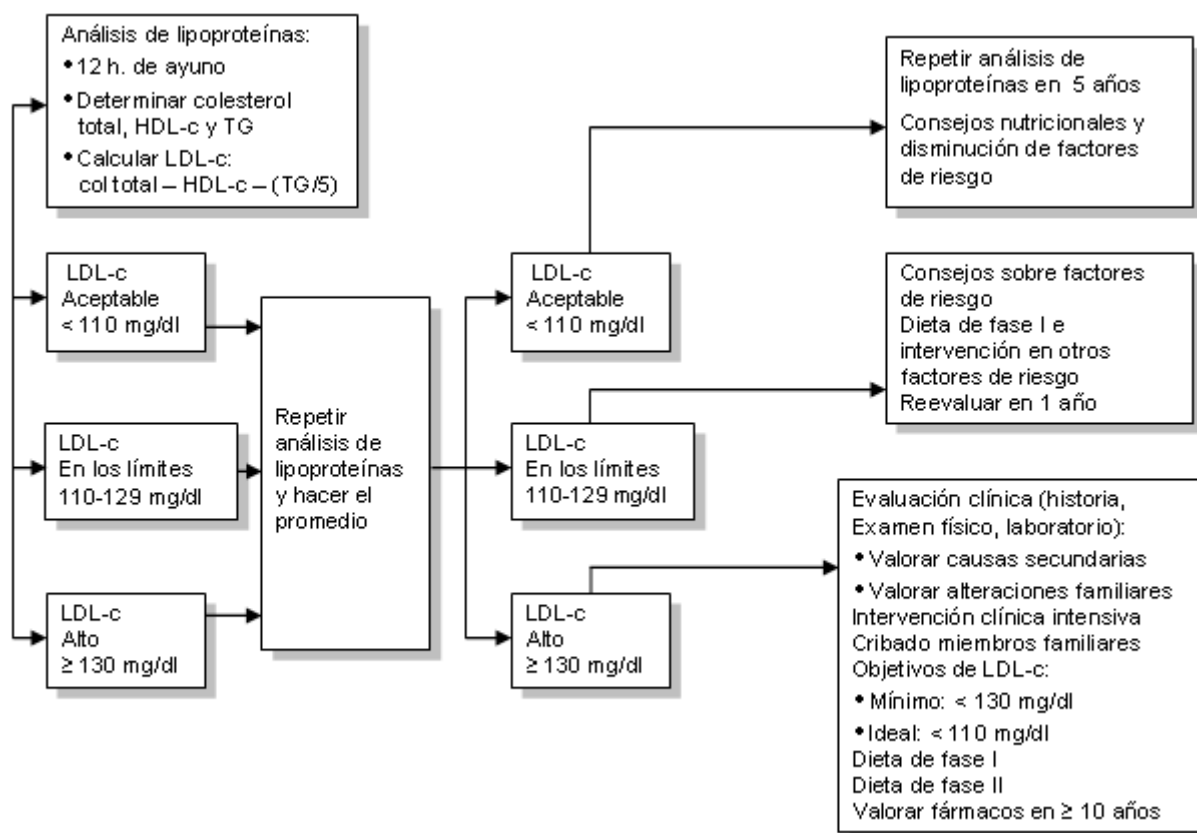 Análisis de lipoproteínas:
• 12 h. de ayuno
• Determinar colesterol
total, HDL-c y TG
• Calcular LDL-c:
col total – HDL-c – (TG/5)
LDL-c
Aceptable
< 110 mg/dl
LDL-c
En los límites
110-129 mg/dl
LDL-c
Alto
≥ 130 mg/dl
Repetir
análisis de
lipoproteínas
y hacer el
promedio
LDL-c
Aceptable
< 110 mg/dl
LDL-c
En los límites
110-129 mg/dl
LDL-c
Alto
≥ 130 mg/dl
Repetir análisis de
lipoproteínas en 5 años
Consejos nutricionales y
disminución de factores
de riesgo
Consejos sobre factores
de riesgo
Dieta de fase I e
intervención en otros
factores de riesgo
Reevaluar en 1 año
Evaluación clínica (historia,
Examen físico, laboratorio):
• Valorar causas secundarias
• Valorar alteraciones familiares
Intervención clínica intensiva
Cribado miembros familiares
Objetivos de LDL-c:
• Mínimo: < 130 mg/dl
• Ideal: < 110 mg/dl
Dieta de fase I
Dieta de fase II
Valorar fármacos en ≥ 10 años